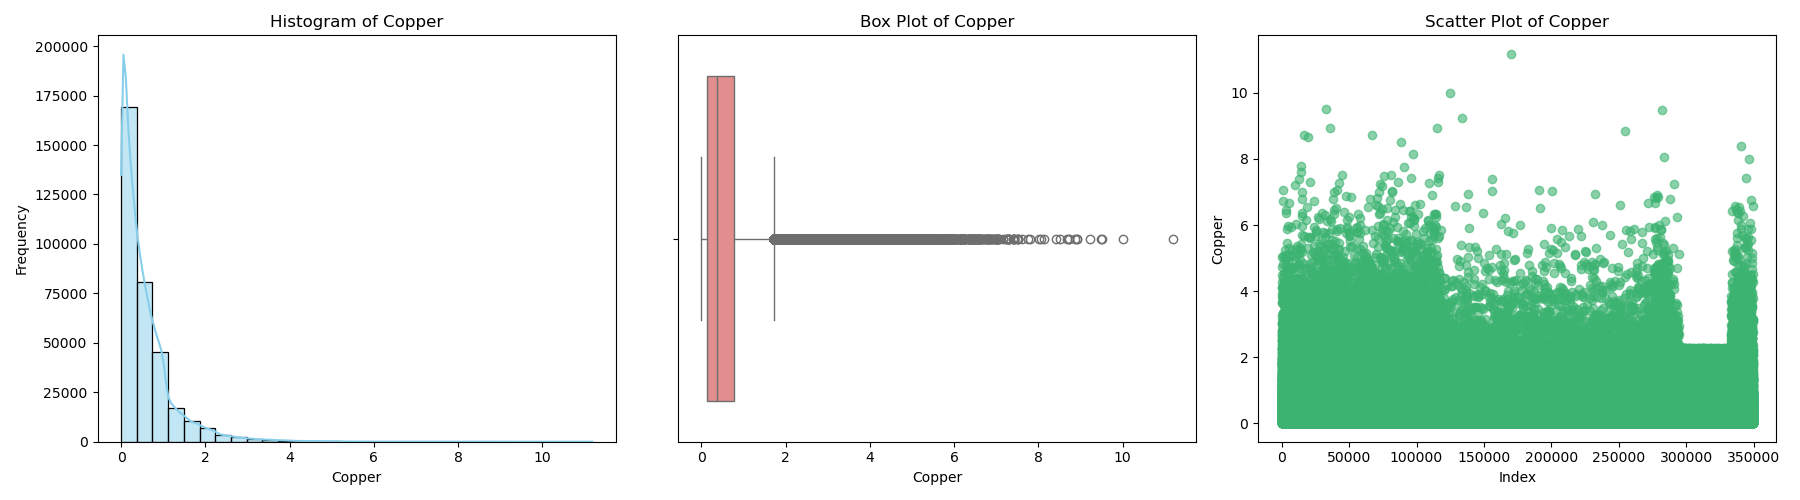 Histogram of Copper
200000
175000
150000
125000
100000
75000
50000
25000
0
Frequency
0 2 4 6 8 10
Copper
Box Plot of Copper
0 2 4 6 8 10
Copper
Scatter Plot of Copper
10
8
6
4
2
0
Copper
0 50000 100000 150000 200000 250000 300000 350000
Index